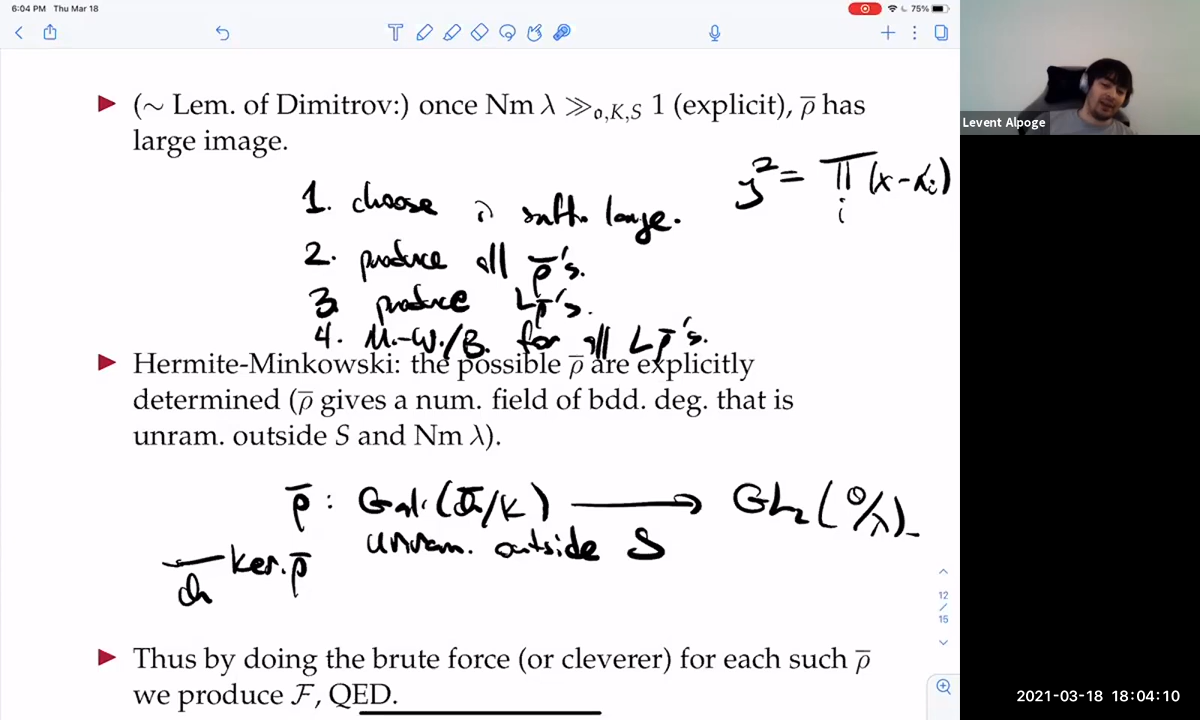 6:04 PM Thu Mar 18
75%
(∼ Lem. of Dimitrov:) once Nm λ ≫𝔬,K,S 1 (explicit), ρ̄ has
large image.
y² = ∏ᵢ (x-αᵢ)
1. choose λ suff. large.
2. produce all ρ̄'s.
3. produce Lρ̄'s.
4. M.-W./B. for all Lρ̄'s.
Hermite-Minkowski: the possible ρ̄ are explicitly
determined (ρ̄ gives a num. field of bdd. deg. that is
unram. outside S and Nm λ).
ρ̄ : Gal(ℚ̄/K) → GL₂(𝔬/λ)
unram. outside S
ℚ̄ ker ρ̄
Thus by doing the brute force (or cleverer) for each such ρ̄
we produce ℱ, QED.
12
/
15
Levent Alpoge
2021-03-18 18:04:10